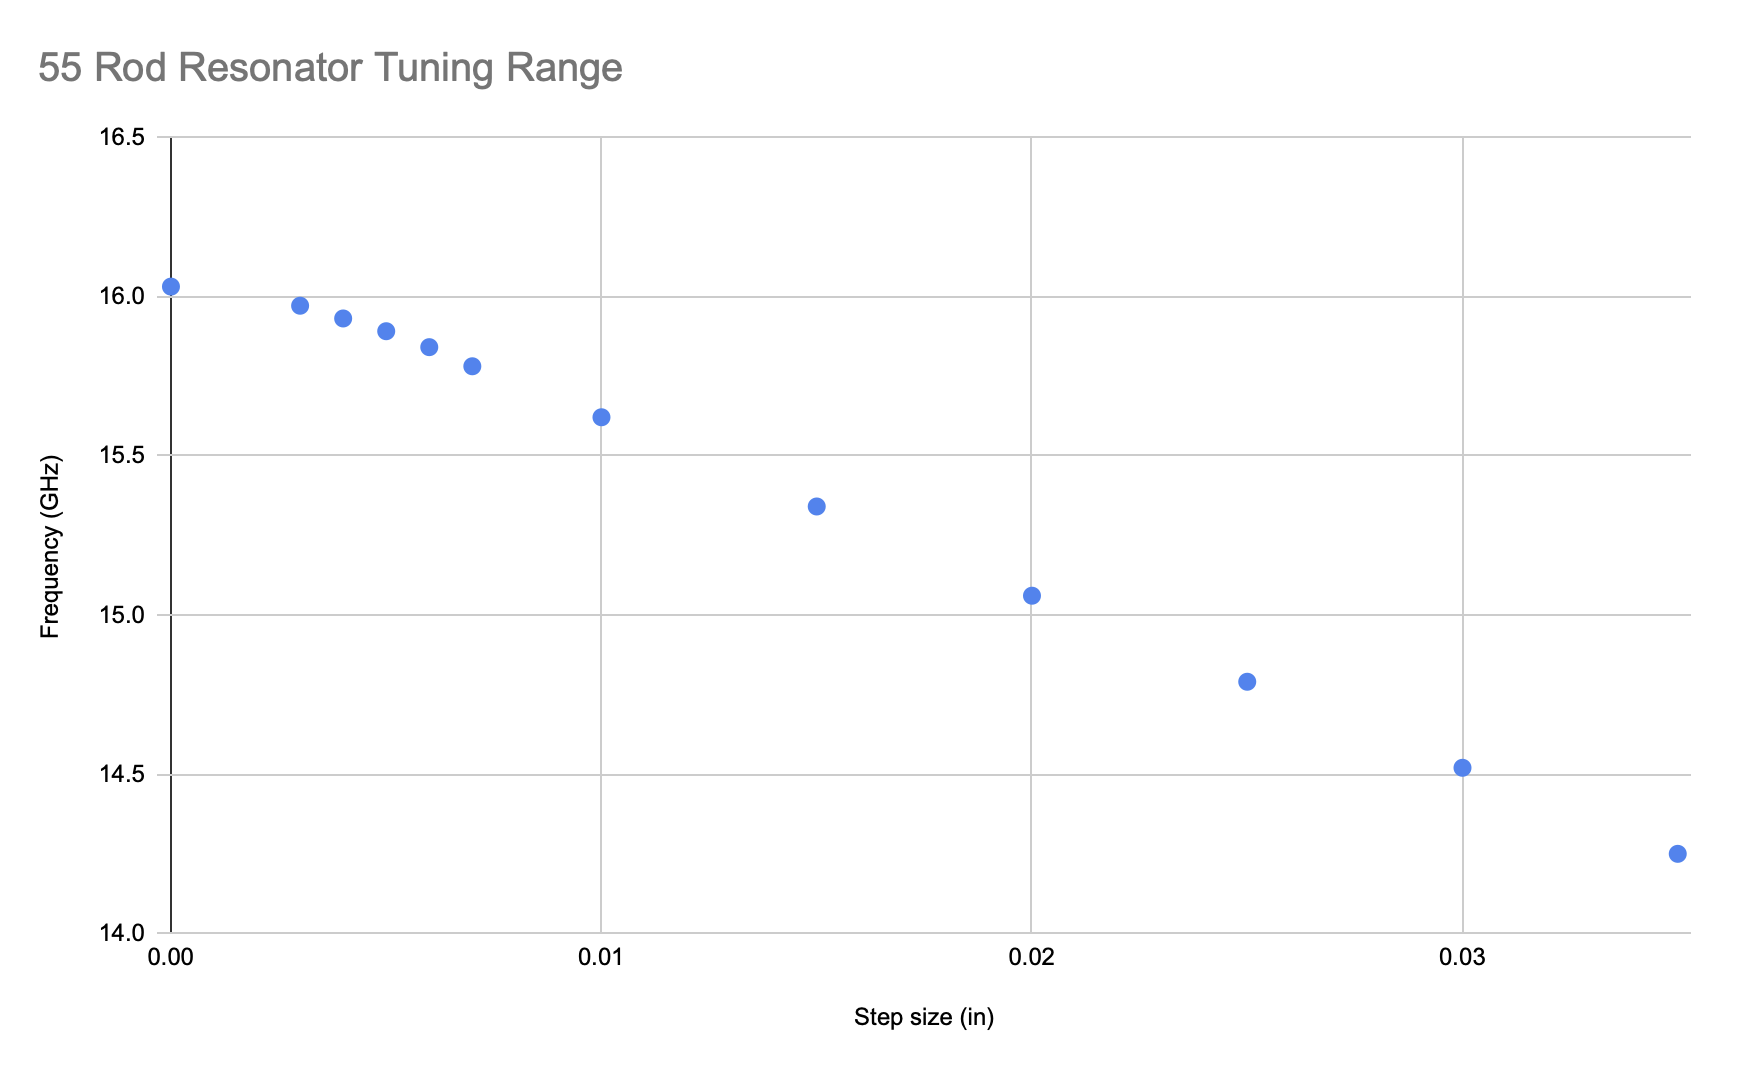 55 Rod Resonator Tuning Range
16.5
16.0
15.5
15.0
14.5
14.0
Frequency (GHz)
0.00 0.01 0.02 0.03
Step size (in)